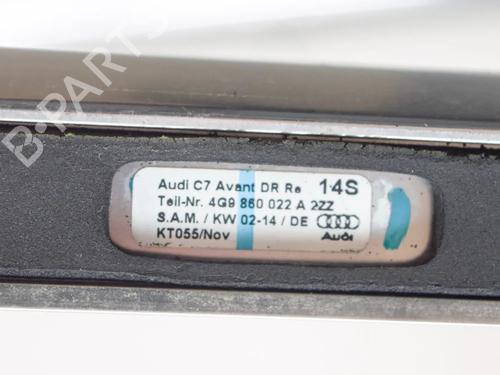 B-PARTS
Audi C7 Avant DR Re 14S
Teil-Nr. 4G9 860 022 A 2ZZ
S.A.M. / KW 02-14 / DE
KT055/Nov Audi